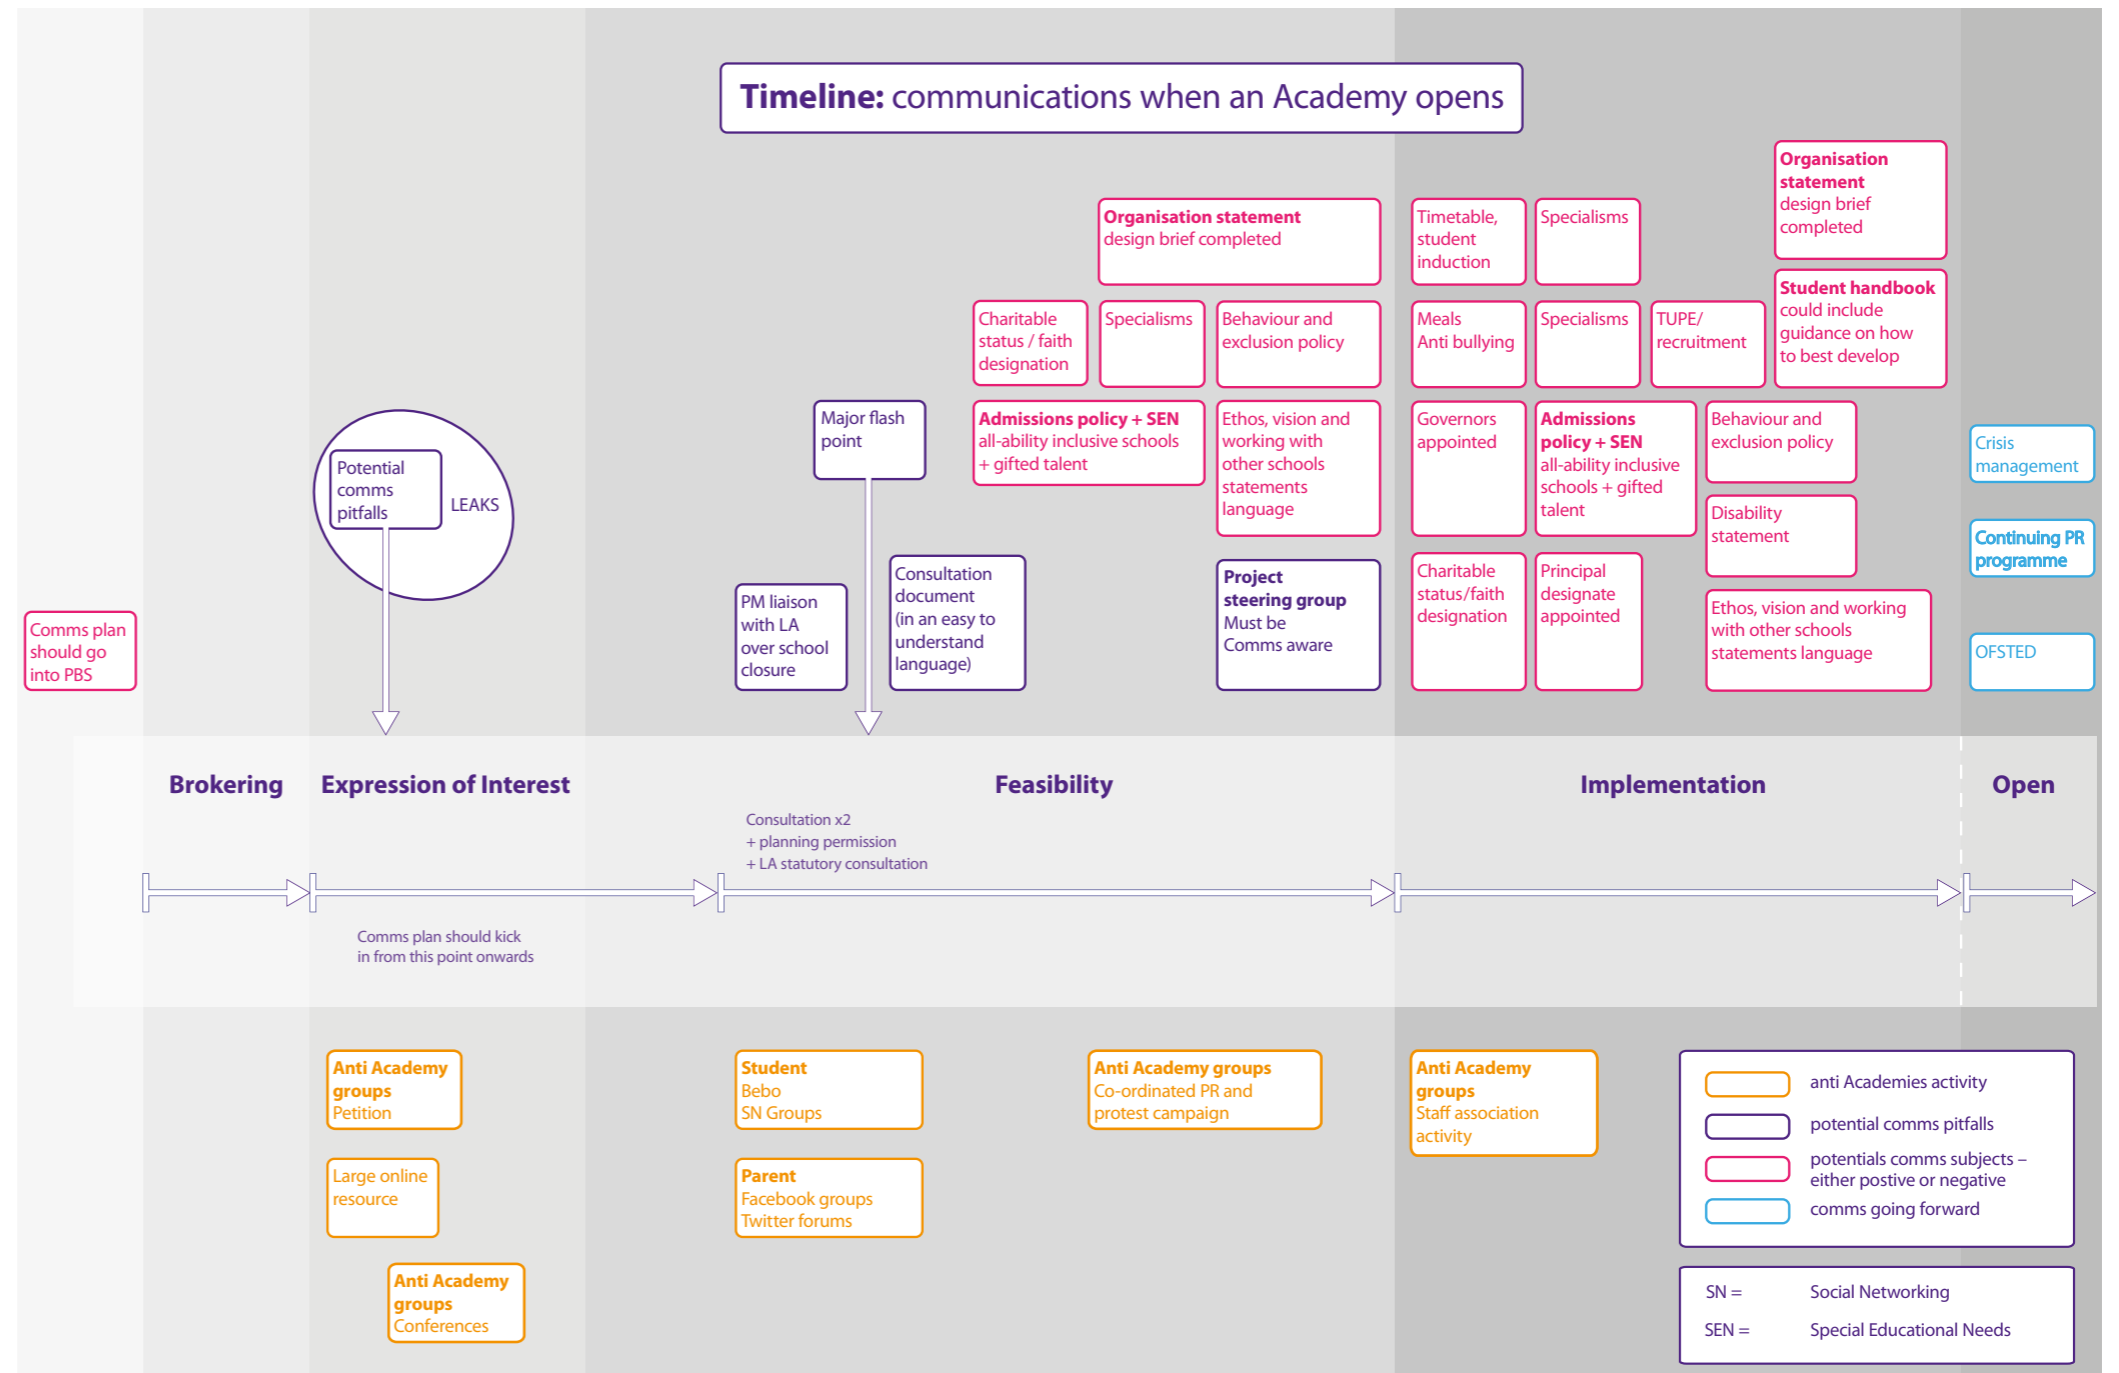 Timeline: communications when an Academy opens
Comms plan
should go
into PBS
Potential
comms
pitfalls
LEAKS
Major flash
point
PM liaison
with LA
over school
closure
Consultation
document
(in an easy to
understand
language)
Organisation statement
design brief completed
Charitable
status / faith
designation
Specialisms
Behaviour and
exclusion policy
Admissions policy + SEN
all-ability inclusive schools
+ gifted talent
Ethos, vision and
working with
other schools
statements
language
Project
steering group
Must be
Comms aware
Timetable,
student
induction
Specialisms
Organisation
statement
design brief
completed
Meals
Anti bullying
Specialisms
TUPE/
recruitment
Student handbook
could include
guidance on how
to best develop
Governors
appointed
Admissions
policy + SEN
all-ability inclusive
schools + gifted
talent
Behaviour and
exclusion policy
Disability
statement
Charitable
status/faith
designation
Principal
designate
appointed
Ethos, vision and working
with other schools
statements language
Crisis
management
Continuing PR
programme
OFSTED
Brokering
Expression of Interest
Feasibility
Implementation
Open
Consultation x2
+ planning permission
+ LA statutory consultation
Comms plan should kick
in from this point onwards
Anti Academy
groups
Petition
Large online
resource
Anti Academy
groups
Conferences
Student
Bebo
SN Groups
Parent
Facebook groups
Twitter forums
Anti Academy groups
Co-ordinated PR and
protest campaign
Anti Academy
groups
Staff association
activity
anti Academies activity
potential comms pitfalls
potentials comms subjects –
either postive or negative
comms going forward
SN = Social Networking
SEN = Special Educational Needs